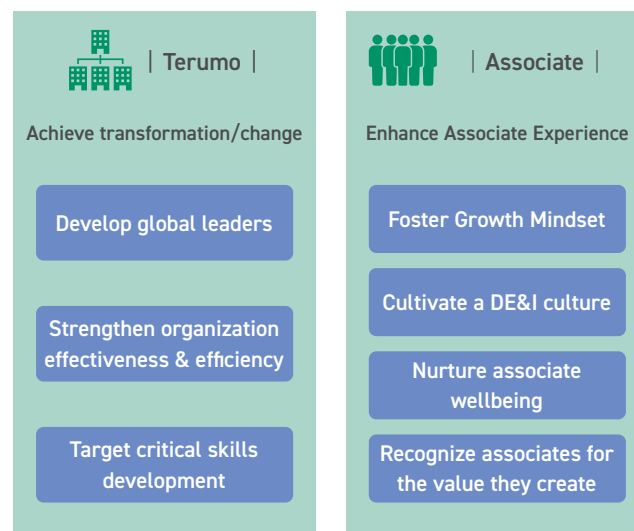 | Terumo |
Achieve transformation/change
Develop global leaders
Strengthen organization
effectiveness & efficiency
Target critical skills
development
| Associate |
Enhance Associate Experience
Foster Growth Mindset
Cultivate a DE&I culture
Nurture associate
wellbeing
Recognize associates for
the value they create